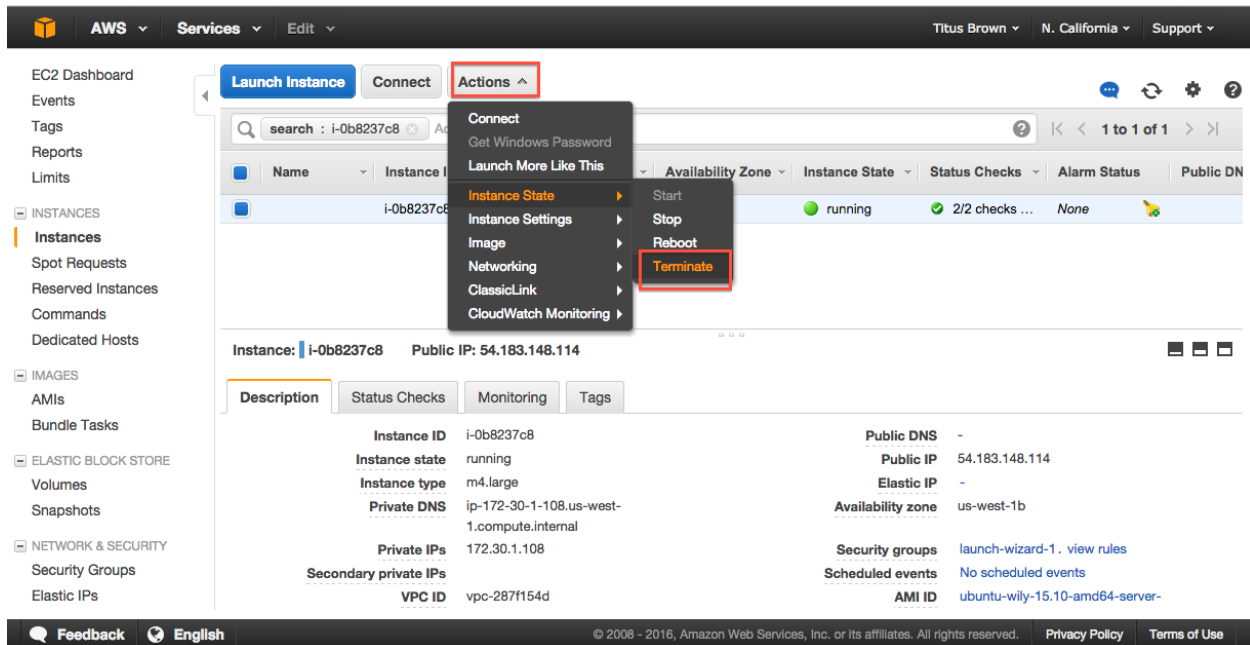 AWS Services Edit Titus Brown N. California Support
EC2 Dashboard
Events
Tags
Reports
Limits
INSTANCES
Instances
Spot Requests
Reserved Instances
Commands
Dedicated Hosts
IMAGES
AMIs
Bundle Tasks
ELASTIC BLOCK STORE
Volumes
Snapshots
NETWORK & SECURITY
Security Groups
Elastic IPs
Launch Instance Connect Actions
search : i-0b8237c8 1 to 1 of 1
Name Instance Availability Zone Instance State Status Checks Alarm Status Public DN
i-0b8237c8 running 2/2 checks ... None
Connect
Get Windows Password
Launch More Like This
Instance State
Instance Settings
Image
Networking
ClassicLink
CloudWatch Monitoring
Start
Stop
Reboot
Terminate
Instance: i-0b8237c8 Public IP: 54.183.148.114
Description Status Checks Monitoring Tags
Instance ID i-0b8237c8
Instance state running
Instance type m4.large
Private DNS ip-172-30-1-108.us-west-
1.compute.internal
Private IPs 172.30.1.108
Secondary private IPs
VPC ID vpc-287f154d
Public DNS -
Public IP 54.183.148.114
Elastic IP -
Availability zone us-west-1b
Security groups launch-wizard-1. view rules
Scheduled events No scheduled events
AMI ID ubuntu-wily-15.10-amd64-server-
Feedback English © 2008 - 2016, Amazon Web Services, Inc. or its affiliates. All rights reserved. Privacy Policy Terms of Use